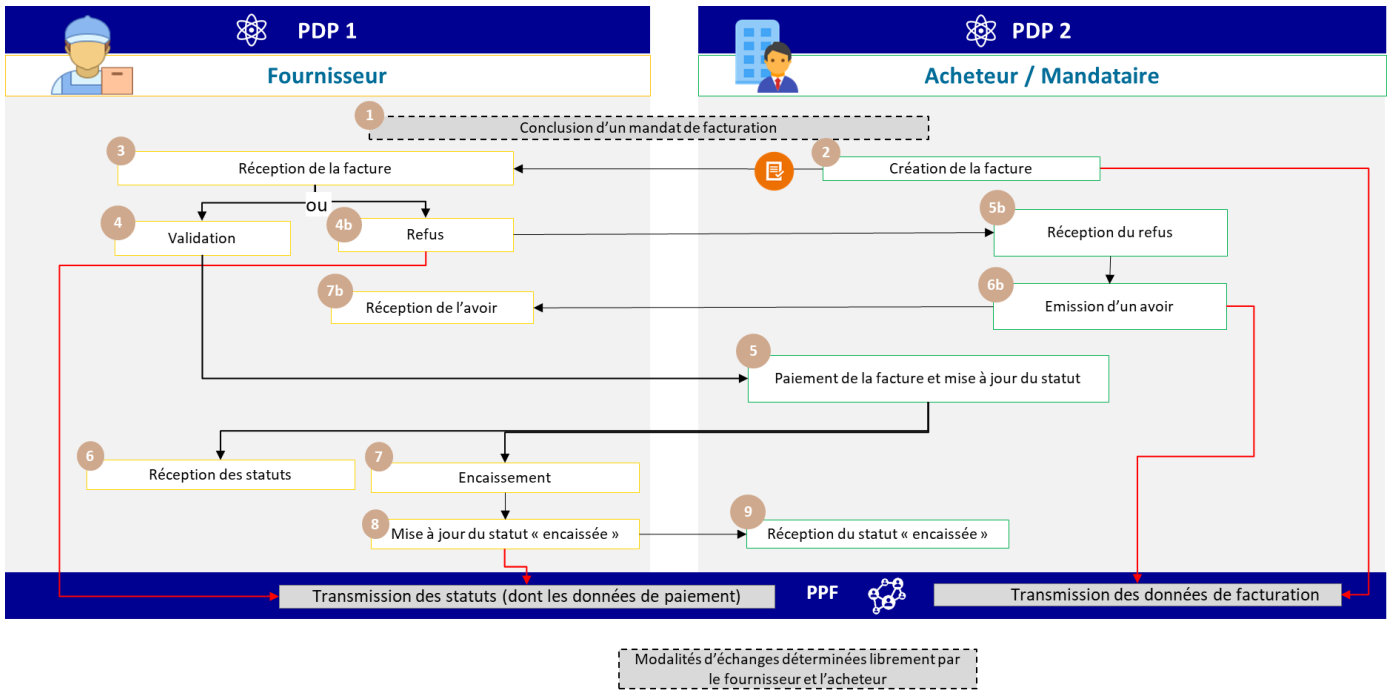 PDP 1
PDP 2
Fournisseur
Acheteur / Mandataire
1
Conclusion d'un mandat de facturation
3
Réception de la facture
2
Création de la facture
ou
4
Validation
4b
Refus
5b
Réception du refus
7b
Réception de l'avoir
6b
Emission d'un avoir
5
Paiement de la facture et mise à jour du statut
6
Réception des statuts
7
Encaissement
8
Mise à jour du statut « encaissée »
9
Réception du statut « encaissée »
Transmission des statuts (dont les données de paiement)
PPF
Transmission des données de facturation
Modalités d'échanges déterminées librement par
le fournisseur et l'acheteur